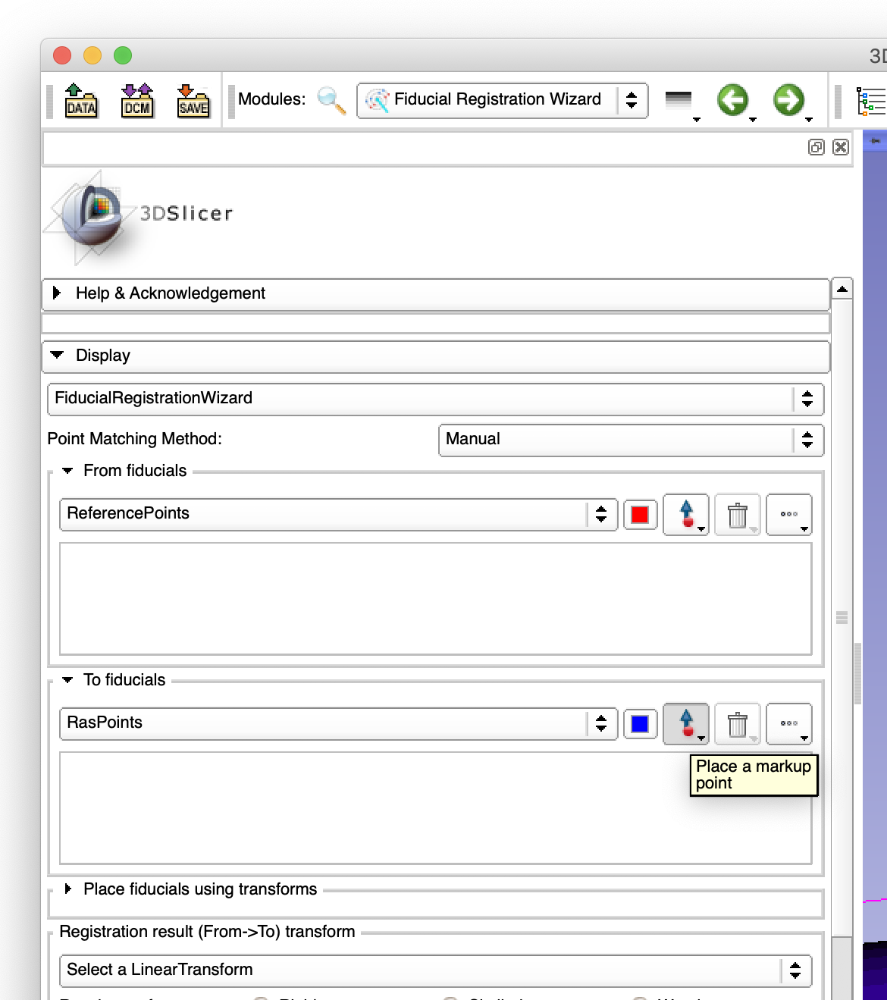 3D
DATA
DCM
SAVE
Modules:
Fiducial Registration Wizard
3DSlicer
Help & Acknowledgement
Display
FiducialRegistrationWizard
Point Matching Method:
Manual
From fiducials
ReferencePoints
To fiducials
RasPoints
Place a markup
point
Place fiducials using transforms
Registration result (From->To) transform
Select a LinearTransform